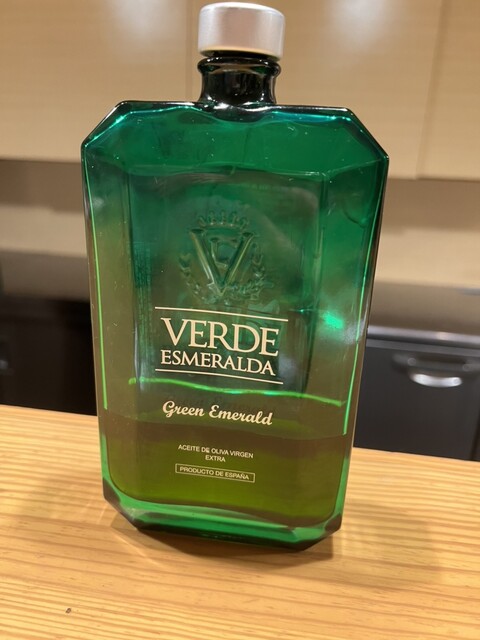 VERDE
ESMERALDA
Green Emerald
ACEITE DE OLIVA VIRGEN
EXTRA
PRODUCTO DE ESPAÑA